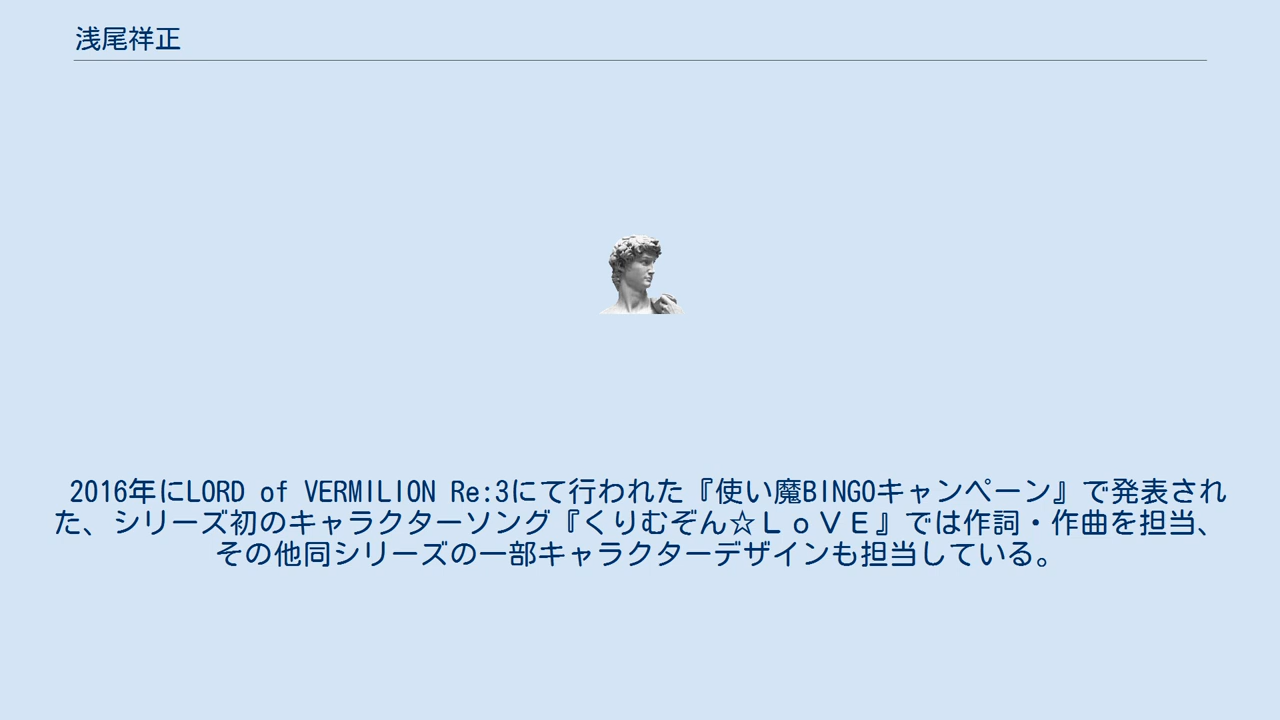 浅尾祥正
2016年にLORD of VERMILION Re:3にて行われた『使い魔BINGOキャンペーン』で発表され
た、シリーズ初のキャラクターソング『くりむぞん☆ＬｏＶＥ』では作詞・作曲を担当、
その他同シリーズの一部キャラクターデザインも担当している。